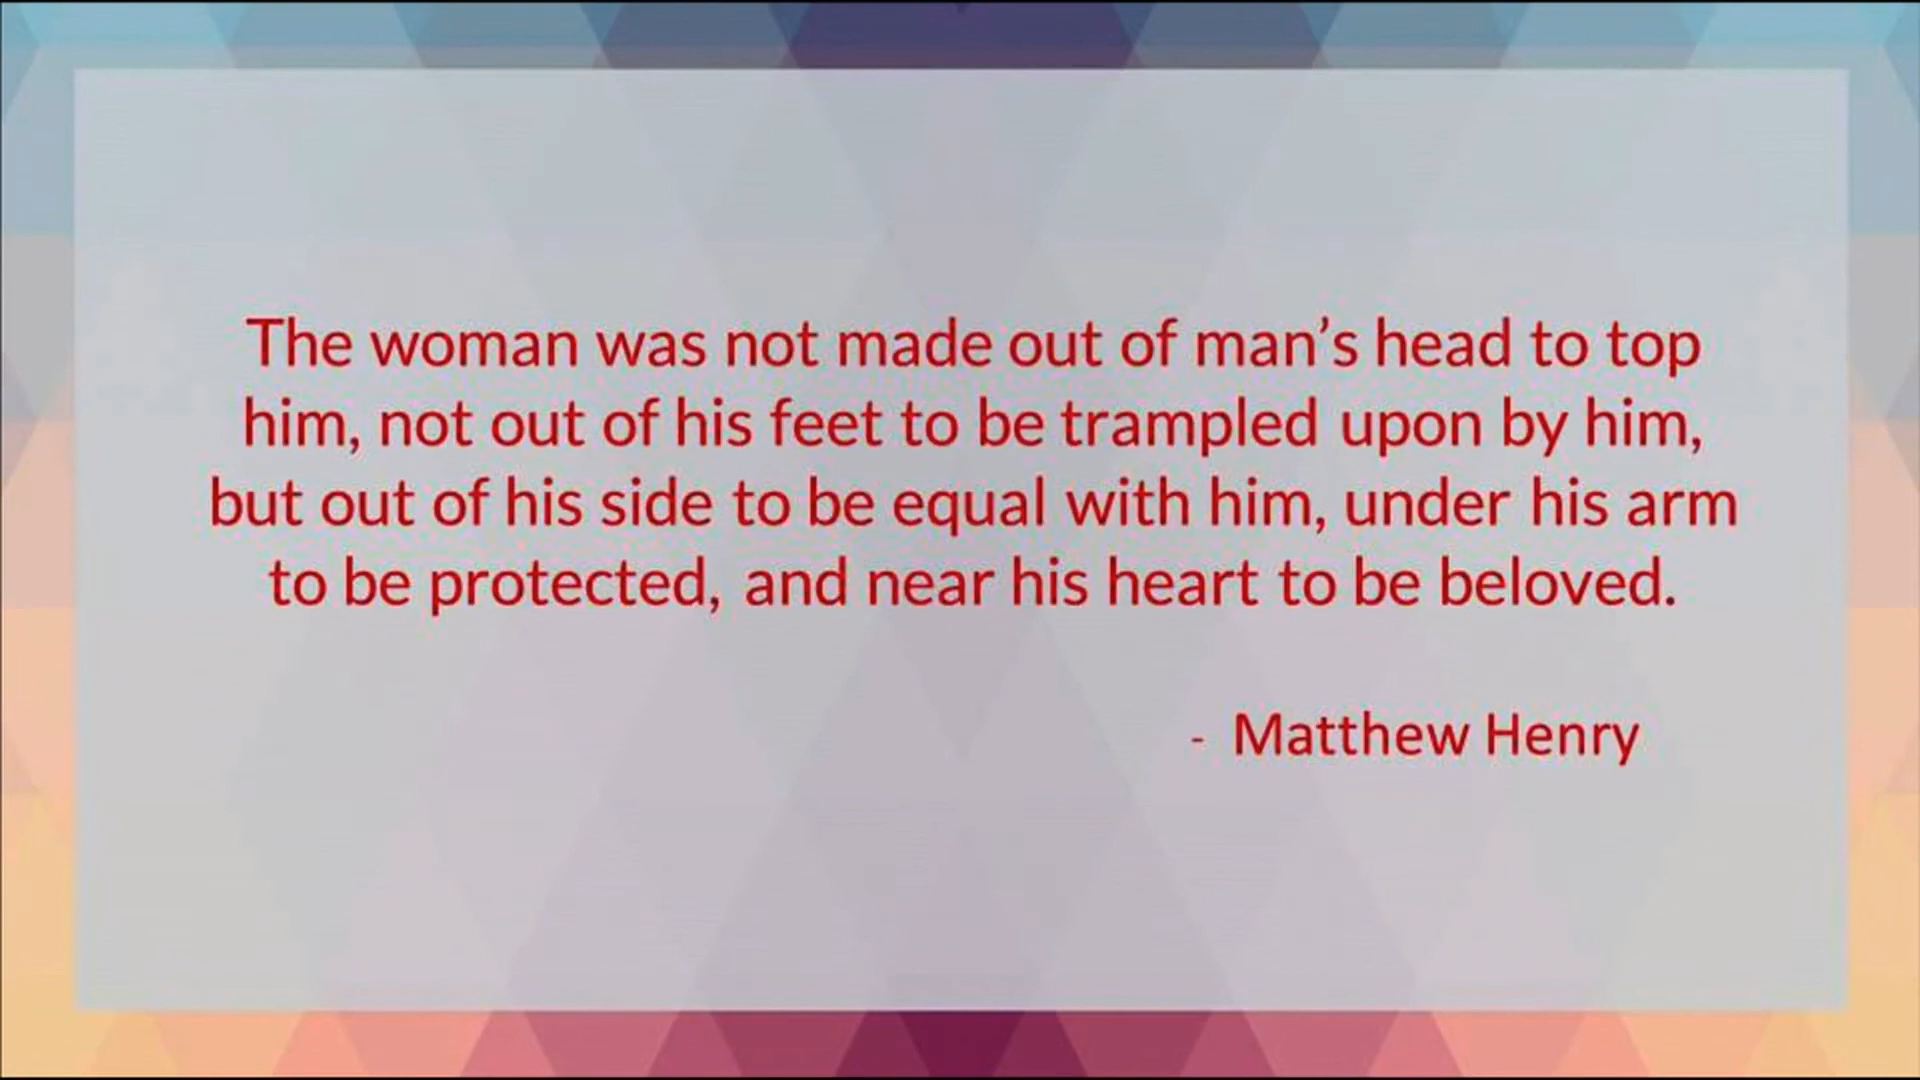 The woman was not made out of man’s head to top
him, not out of his feet to be trampled upon by him,
but out of his side to be equal with him, under his arm
to be protected, and near his heart to be beloved.
- Matthew Henry